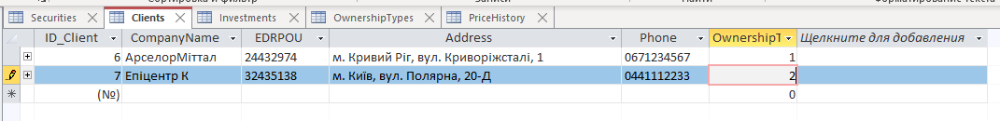 Securities Clients Investments OwnershipTypes PriceHistory
ID_Client CompanyName EDRPOU Address Phone OwnershipT Щелкните для добавления
6 АрселорМіттал 24432974 м. Кривий Ріг, вул. Криворіжсталі, 1 0671234567 1
7 Епіцентр К 32435138 м. Київ, вул. Полярна, 20-Д 0441112233 2
(№) 0